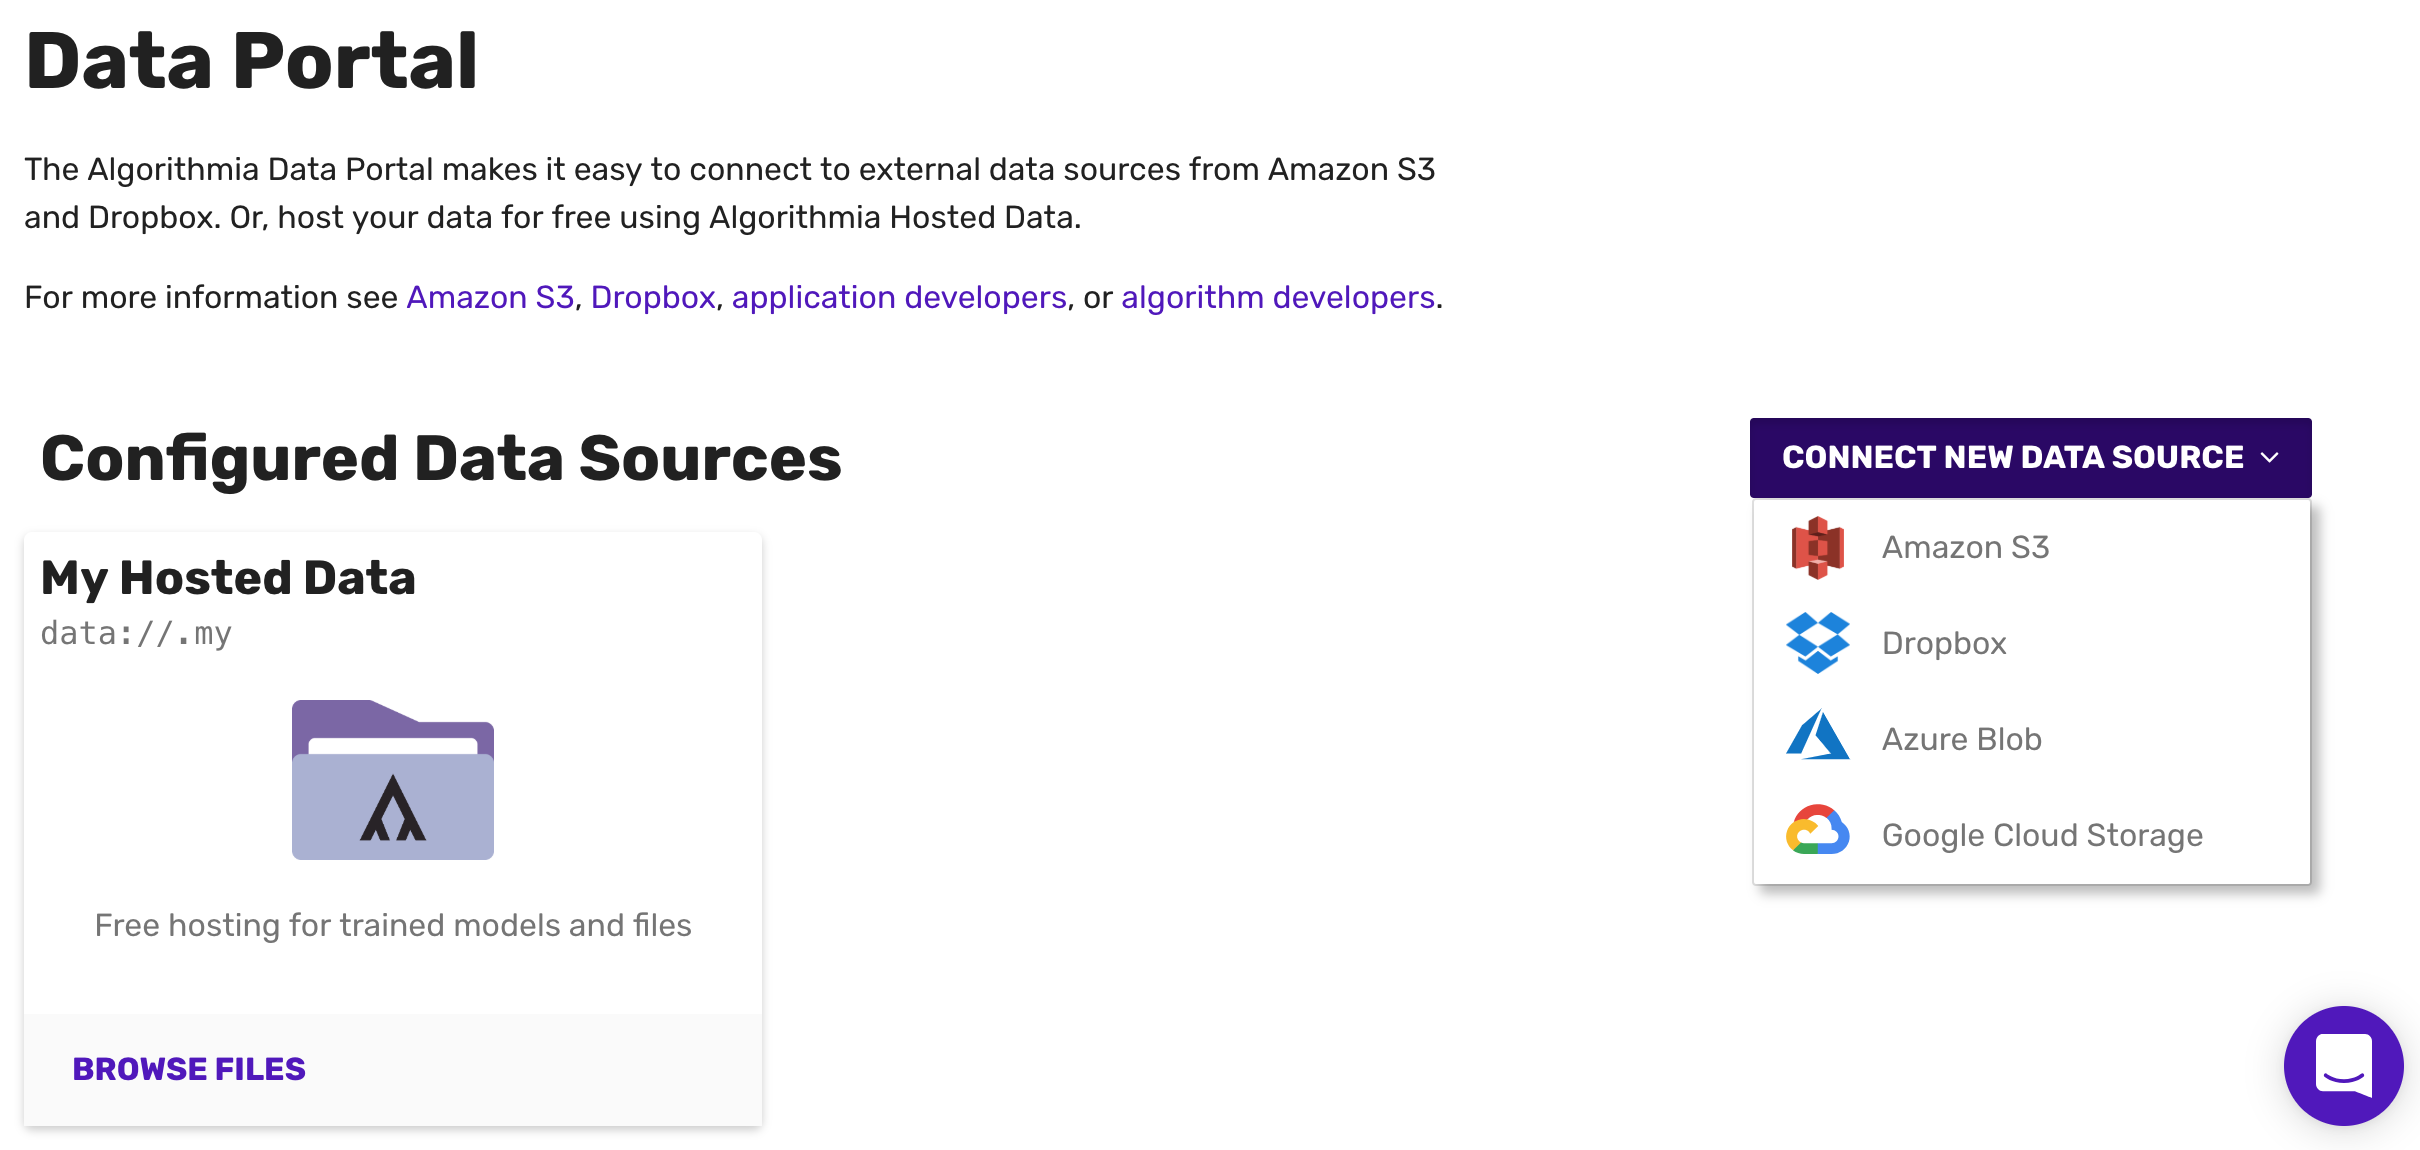 Data Portal
The Algorithmia Data Portal makes it easy to connect to external data sources from Amazon S3
and Dropbox. Or, host your data for free using Algorithmia Hosted Data.
For more information see Amazon S3, Dropbox, application developers, or algorithm developers.
Configured Data Sources
CONNECT NEW DATA SOURCE
My Hosted Data
data://.my
Free hosting for trained models and files
BROWSE FILES
Amazon S3
Dropbox
Azure Blob
Google Cloud Storage